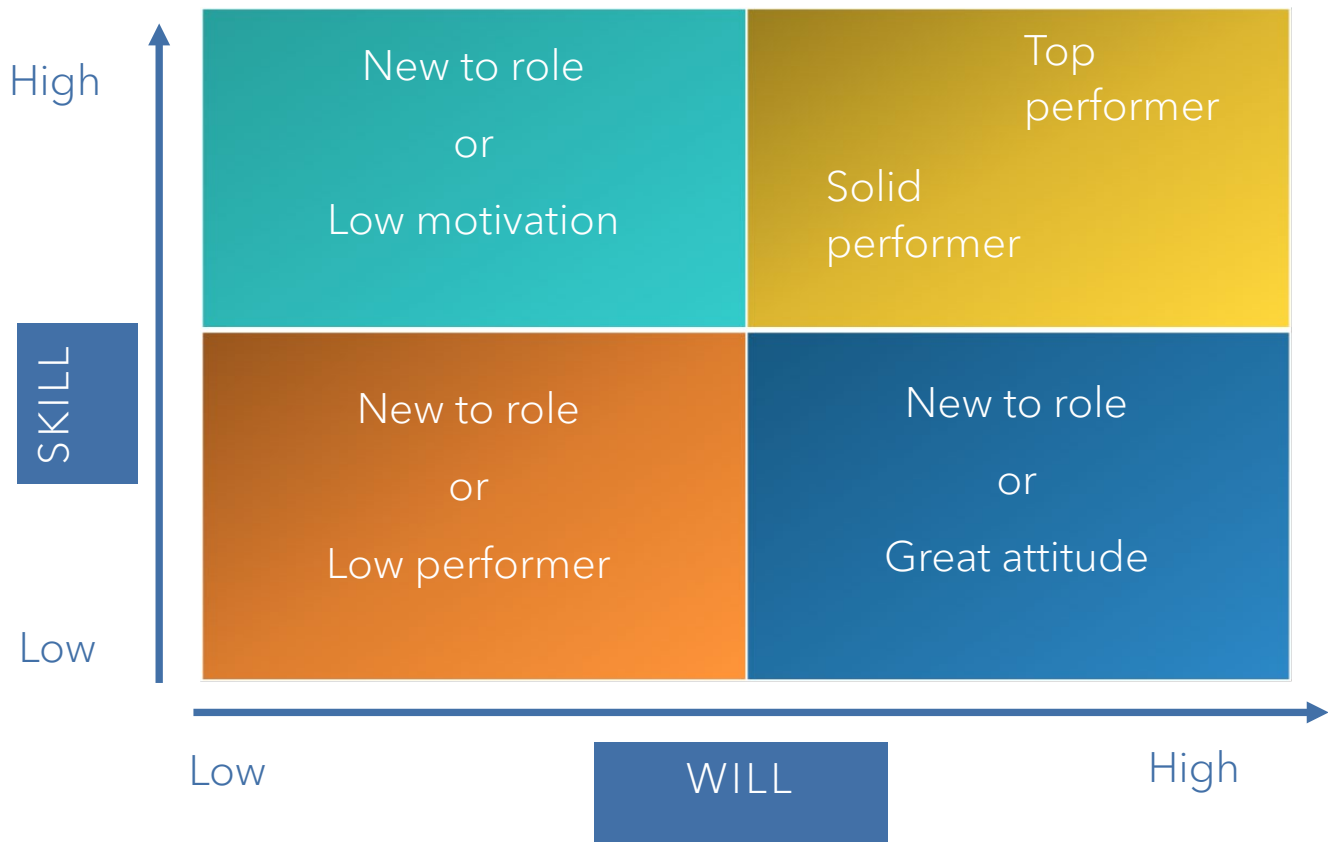 High
New to role
or
Low motivation
Top
performer
Solid
performer
SKILL
New to role
or
Low performer
New to role
or
Great attitude
Low
Low
WILL
High